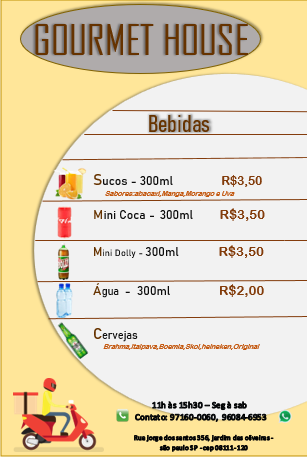 GOURMET HOUSE
Bebidas
Sucos - 300ml R$3,50
Sabores:abacaxi,Manga,Morango e Uva
Mini Coca - 300ml R$3,50
Mini Dolly - 300ml R$3,50
Água - 300ml R$2,00
Cervejas
Brahma,Itaipava,Boemia,Skol,heineken,Original
11h às 15h30 – Seg à sab
Contato: 97160-0060, 96084-6953
Rua Jorge dos santos 356, jardim das oliveiras -
são paulo SP - cep 08111-120